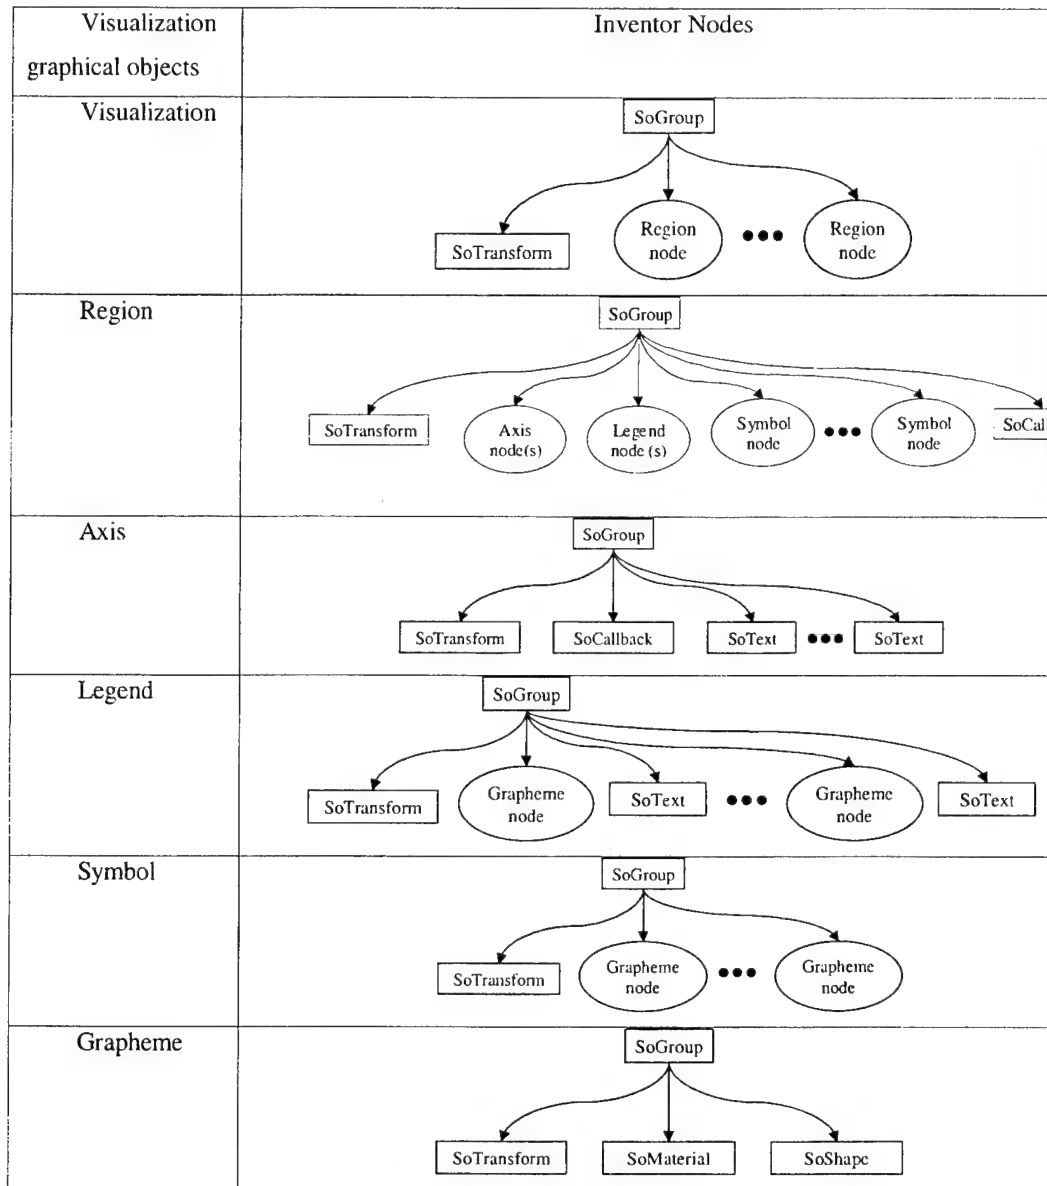 Visualization
graphical objects
Inventor Nodes
Visualization
SoGroup
SoTransform
Region
node
Region
node
Region
SoGroup
SoTransform
Axis
node(s)
Legend
node (s)
Symbol
node
Symbol
node
SoCal
Axis
SoGroup
SoTransform
SoCallback
SoText
SoText
Legend
SoGroup
SoTransform
Grapheme
node
SoText
Grapheme
node
SoText
Symbol
SoGroup
SoTransform
Grapheme
node
Grapheme
node
Grapheme
SoGroup
SoTransform
SoMaterial
SoShape